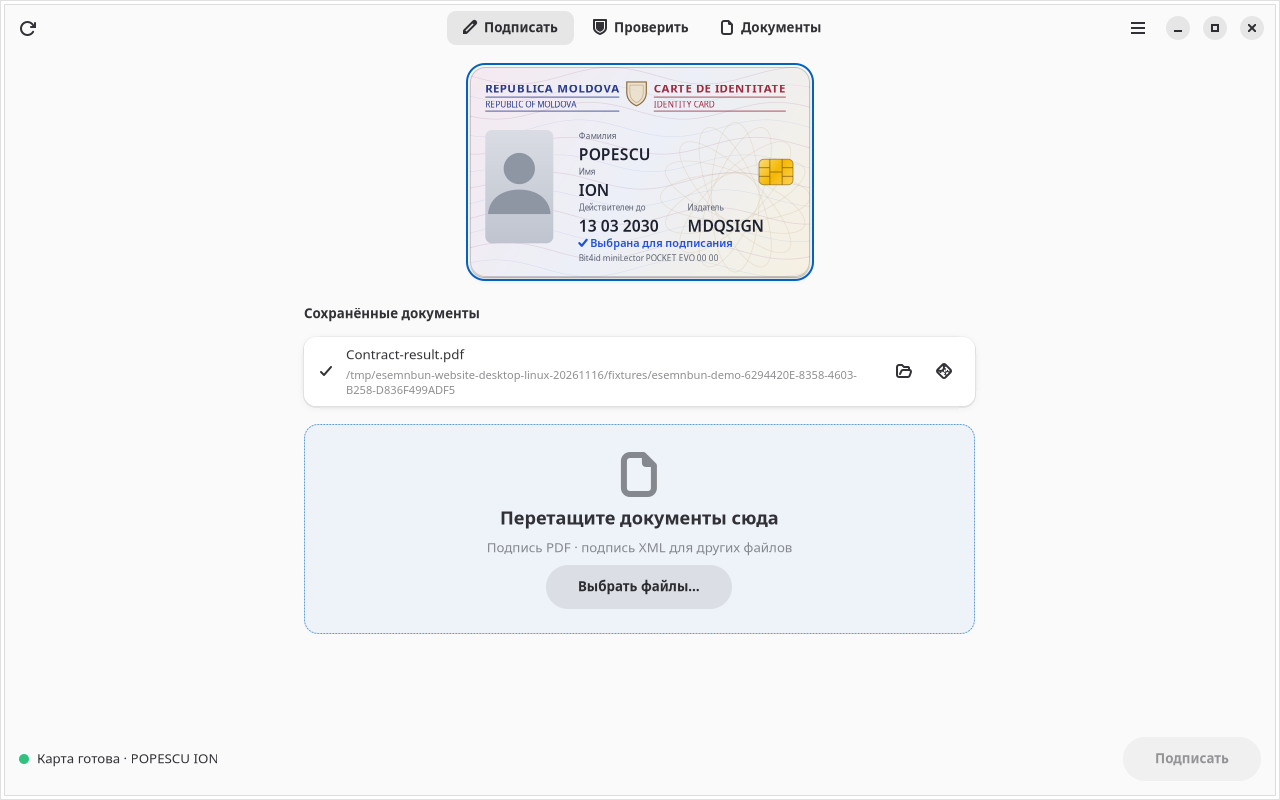 Подписать
Проверить
Документы
REPUBLICA MOLDOVA
CARTE DE IDENTITATE
REPUBLIC OF MOLDOVA
IDENTITY CARD
Фамилия
POPESCU
Имя
ION
Действителен до
Издатель
13 03 2030
MDQSIGN
Выбрана для подписания
Bit4id miniLector POCKET EVO 00 00
Сохранённые документы
Contract-result.pdf
/tmp/esemnbun-website-desktop-linux-20261116/fixtures/esemnbun-demo-6294420E-8358-4603-
B258-D836F499ADF5
Перетащите документы сюда
Подпись PDF · подпись XML для других файлов
Выбрать файлы...
Карта готова · POPESCU ION
Подписать